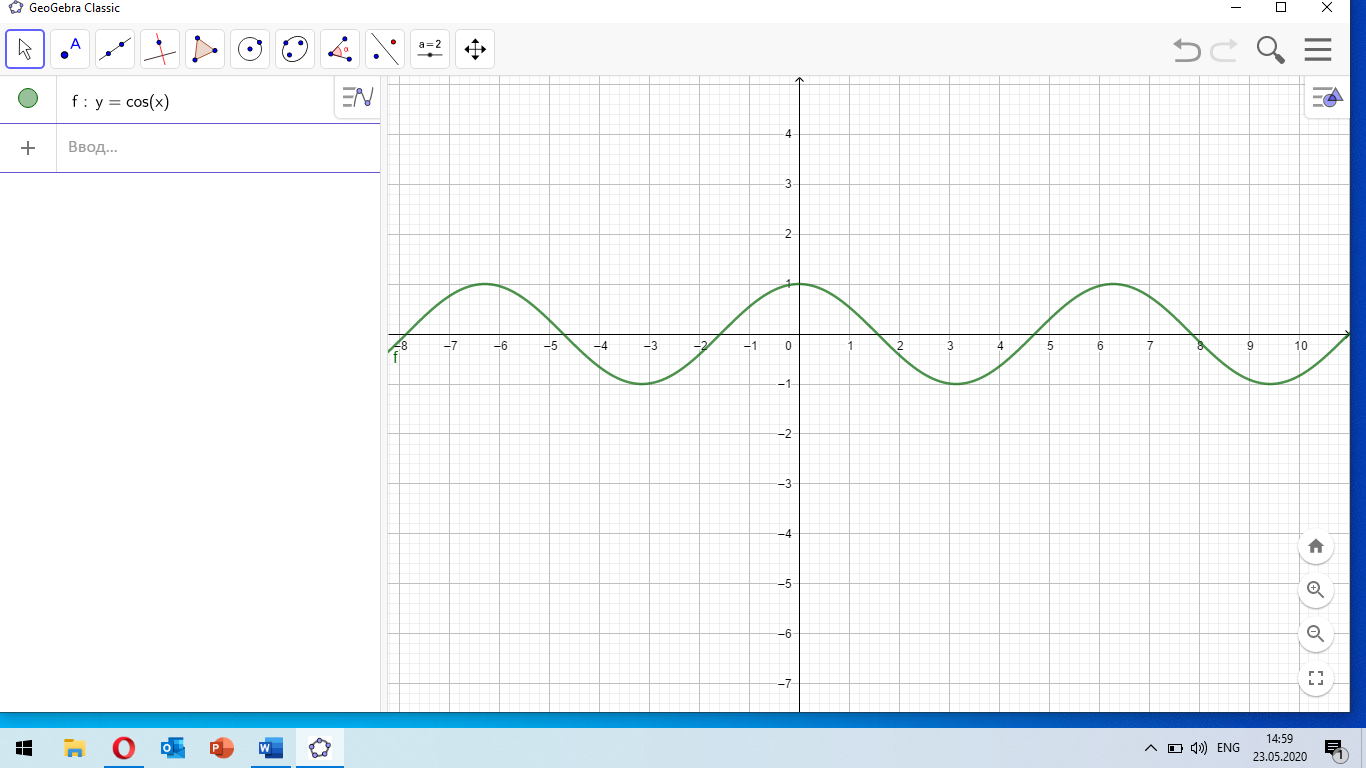 GeoGebra Classic
A
α
a=2
f : y = cos(x)
Ввод...
4
3
2
1
−8 −7 −6 −5 −4 −3 −2 −1 0 1 2 3 4 5 6 7 8 9 10
f
−1
−2
−3
−4
−5
−6
−7
ENG
14:59
23.05.2020
1